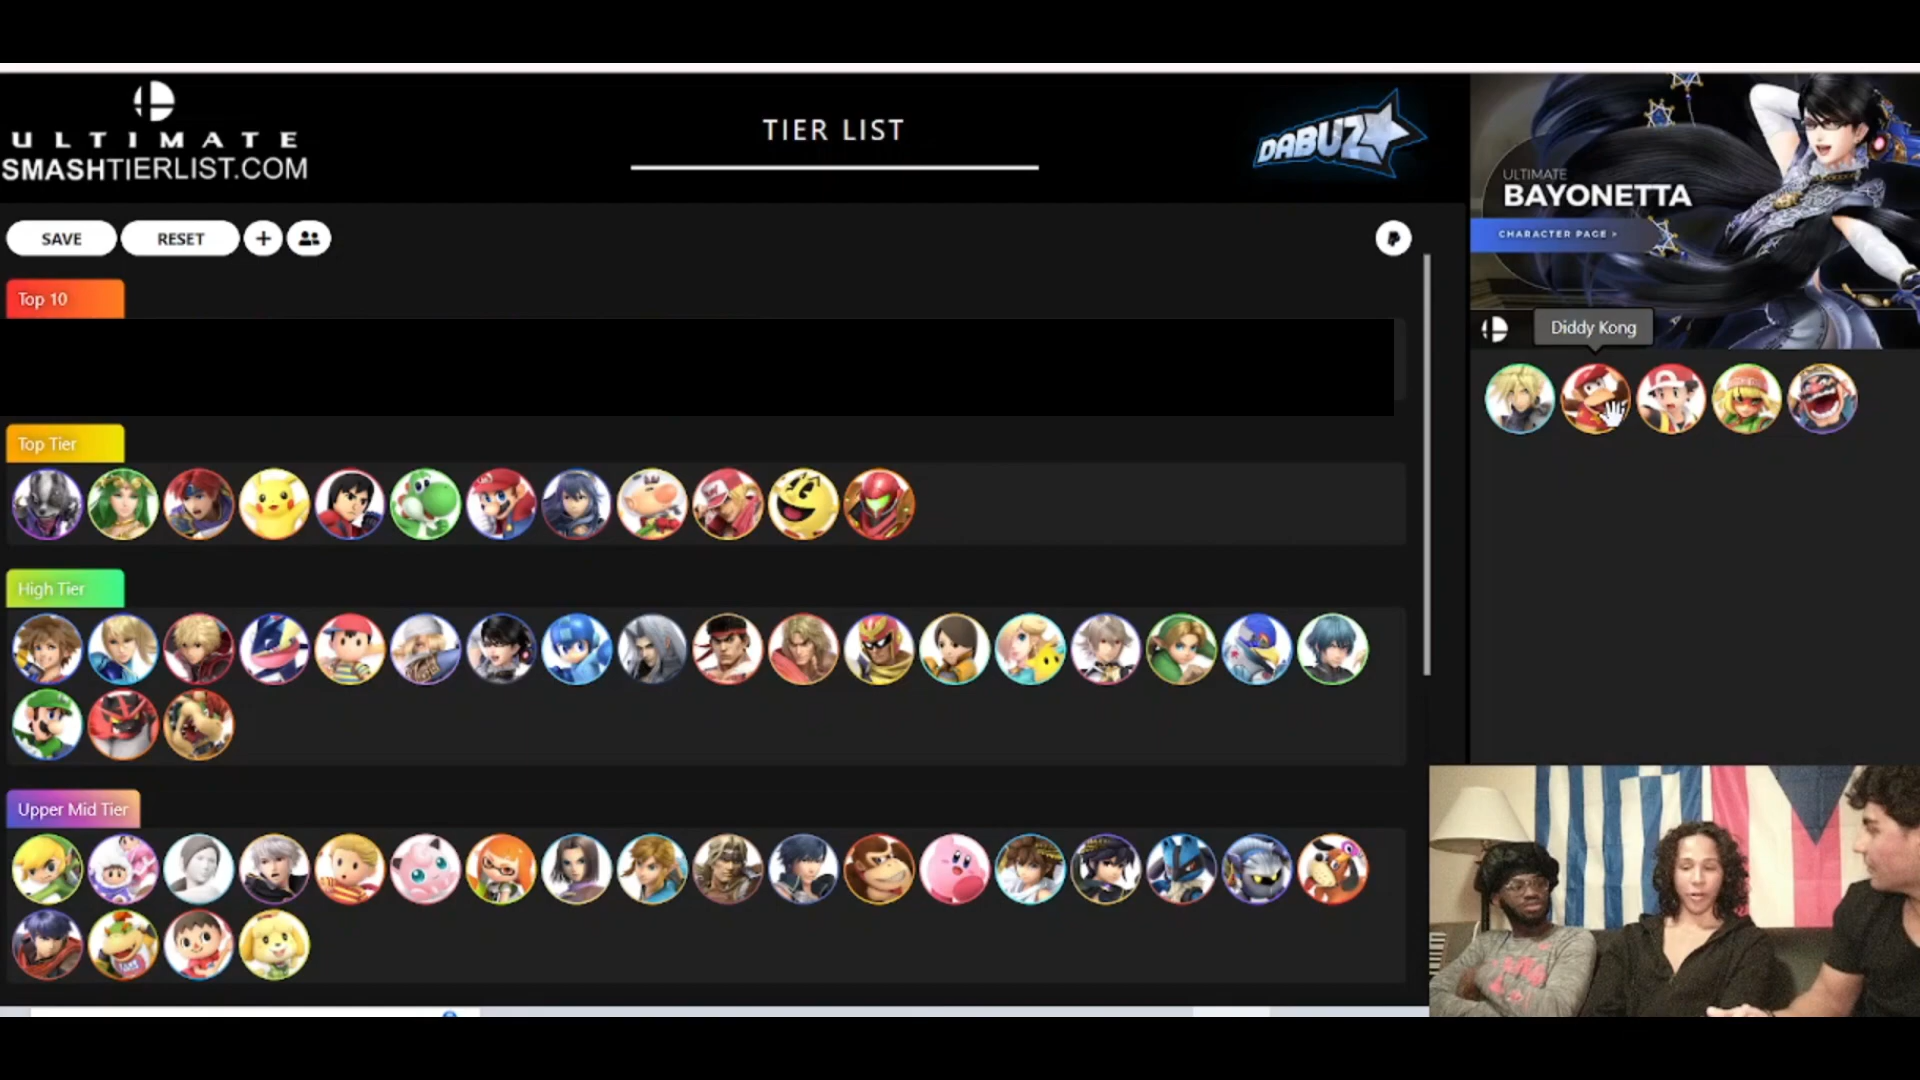 ULTIMATE
SMASHTIERLIST.COM
TIER LIST
DABUZ
ULTIMATE
BAYONETTA
CHARACTER PAGE >
SAVE
RESET
+
Top 10
Diddy Kong
Top Tier
High Tier
Upper Mid Tier